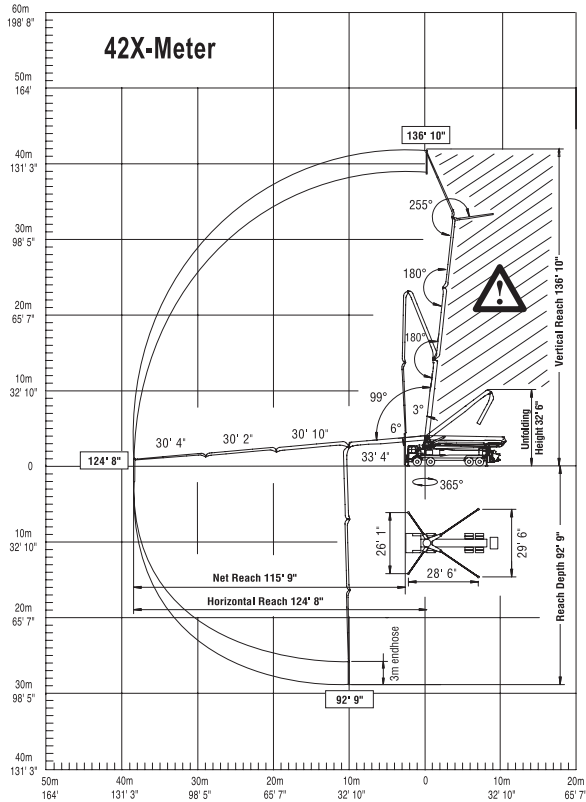 60m
198' 8"
42X-Meter
50m
164'
136' 10"
40m
131' 3"
255°
30m
98' 5"
180°
!
Vertical Reach 136' 10"
20m
65' 7"
180°
10m
32' 10"
99°
3°
6°
Unfolding
Height 32' 6"
30' 4"
30' 2"
30' 10"
33' 4"
124' 8"
0
365°
10m
32' 10"
26' 1"
29' 6"
28' 6"
Net Reach 115' 9"
Horizontal Reach 124' 8"
Reach Depth 92' 9"
20m
65' 7"
3m endhose
30m
98' 5"
92' 9"
40m
131' 3"
50m
164'
40m
131' 3"
30m
98' 5"
20m
65' 7"
10m
32' 10"
0
10m
32' 10"
20m
65' 7"